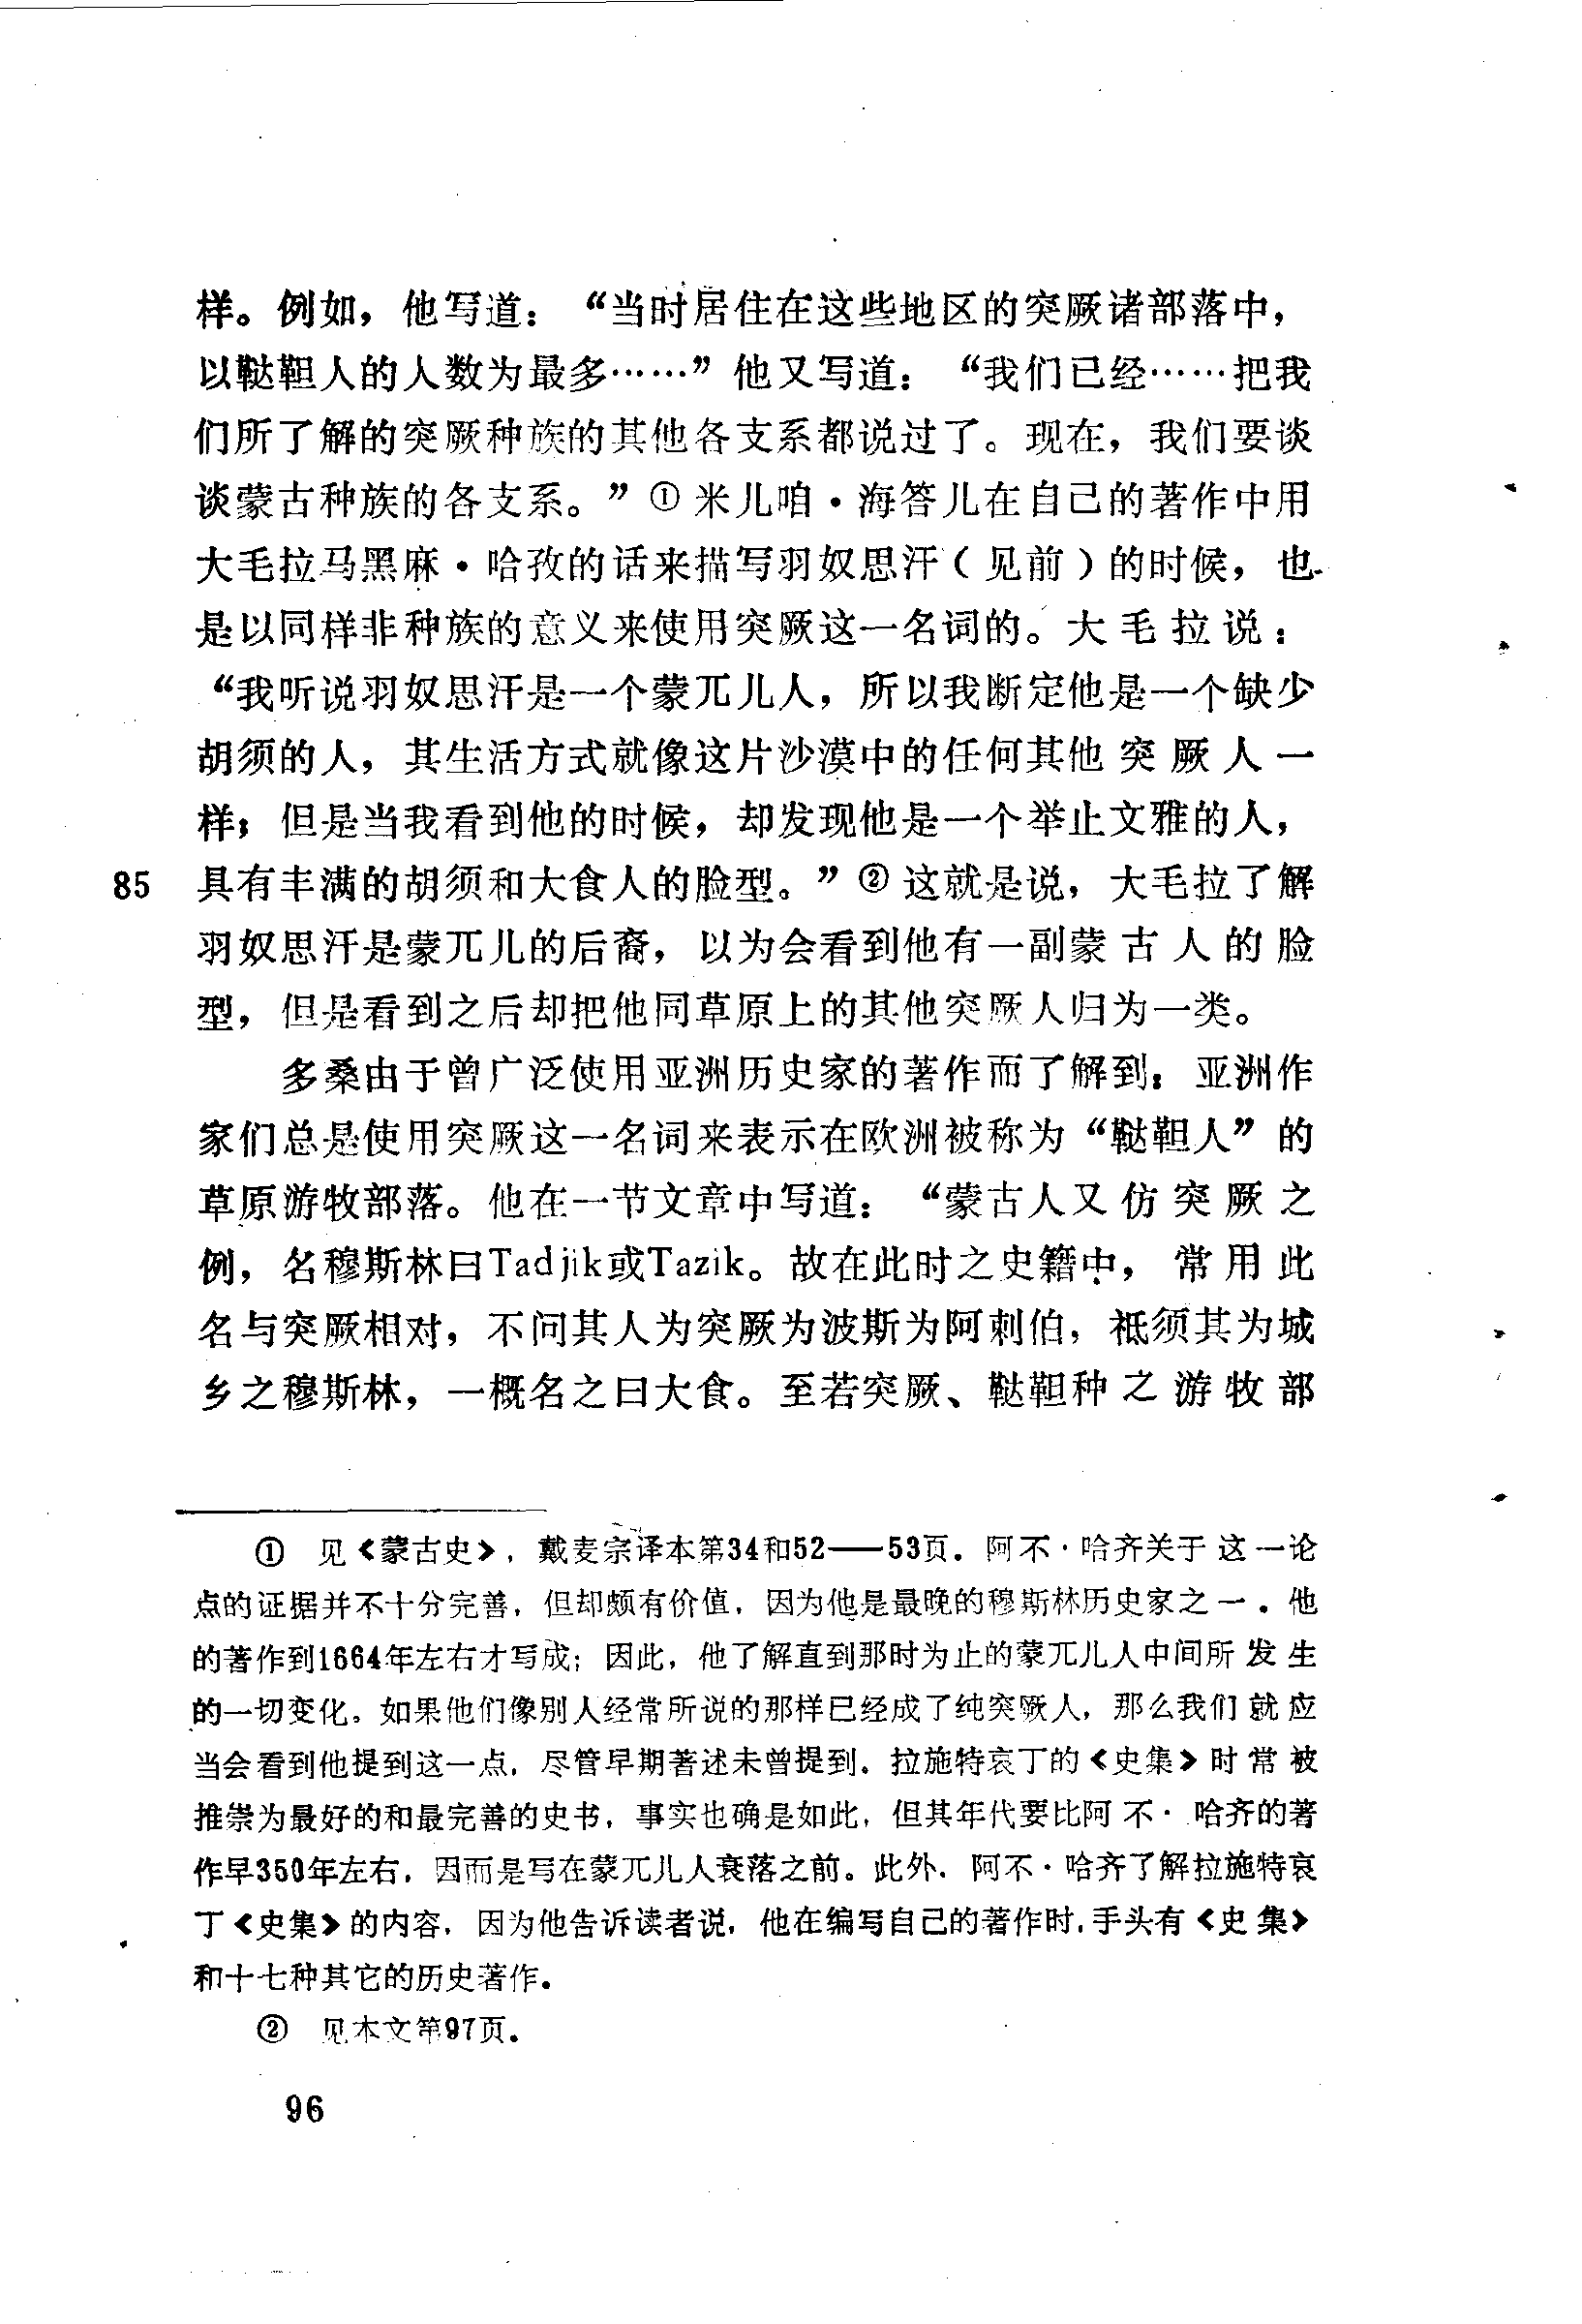 样。例如，他写道：“当时居住在这些地区的突厥诸部落中，
以鞑靼人的人数为最多……”他又写道：“我们已经……把我
们所了解的突厥种族的其他各支系都说过了。现在，我们要谈
谈蒙古种族的各支系。”①米儿咱·海答儿在自己的著作中用
大毛拉马黑麻·哈孜的话来描写羽奴思汗（见前）的时候，也
是以同样非种族的意义来使用突厥这一名词的。大毛拉说：
“我听说羽奴思汗是一个蒙兀儿人，所以我断定他是一个缺少
胡须的人，其生活方式就像这片沙漠中的任何其他突厥人一
样；但是当我看到他的时候，却发现他是一个举止文雅的人，
85 具有丰满的胡须和大食人的脸型。”②这就是说，大毛拉了解
羽奴思汗是蒙兀儿的后裔，以为会看到他有一副蒙古人的脸
型，但是看到之后却把他同草原上的其他突厥人归为一类。
多桑由于曾广泛使用亚洲历史家的著作而了解到：亚洲作
家们总是使用突厥这一名词来表示在欧洲被称为“鞑靼人”的
草原游牧部落。他在一节文章中写道：“蒙古人又仿突厥之
例，名穆斯林曰Tadjik或Tazik。故在此时之史籍中，常用此
名与突厥相对，不问其人为突厥为波斯为阿刺伯，祗须其为城
乡之穆斯林，一概名之曰大食。至若突厥、鞑靼种之游牧部
① 见《蒙古史》，戴麦宗译本第34和52——53页。阿不·哈齐关于这一论
点的证据并不十分完善，但却颇有价值，因为他是最晚的穆斯林历史家之一。他
的著作到1664年左右才写成；因此，他了解直到那时为止的蒙兀儿人中间所发生
的一切变化。如果他们像别人经常所说的那样已经成了纯突厥人，那么我们就应
当会看到他提到这一点，尽管早期著述未曾提到。拉施特哀丁的《史集》时常被
推崇为最好的和最完善的史书，事实也确是如此，但其年代要比阿不·哈齐的著
作早350年左右，因而是写在蒙兀儿人衰落之前。此外，阿不·哈齐了解拉施特哀
丁《史集》的内容，因为他告诉读者说，他在编写自己的著作时，手头有《史集》
和十七种其它的历史著作。
② 见本文第97页。
96